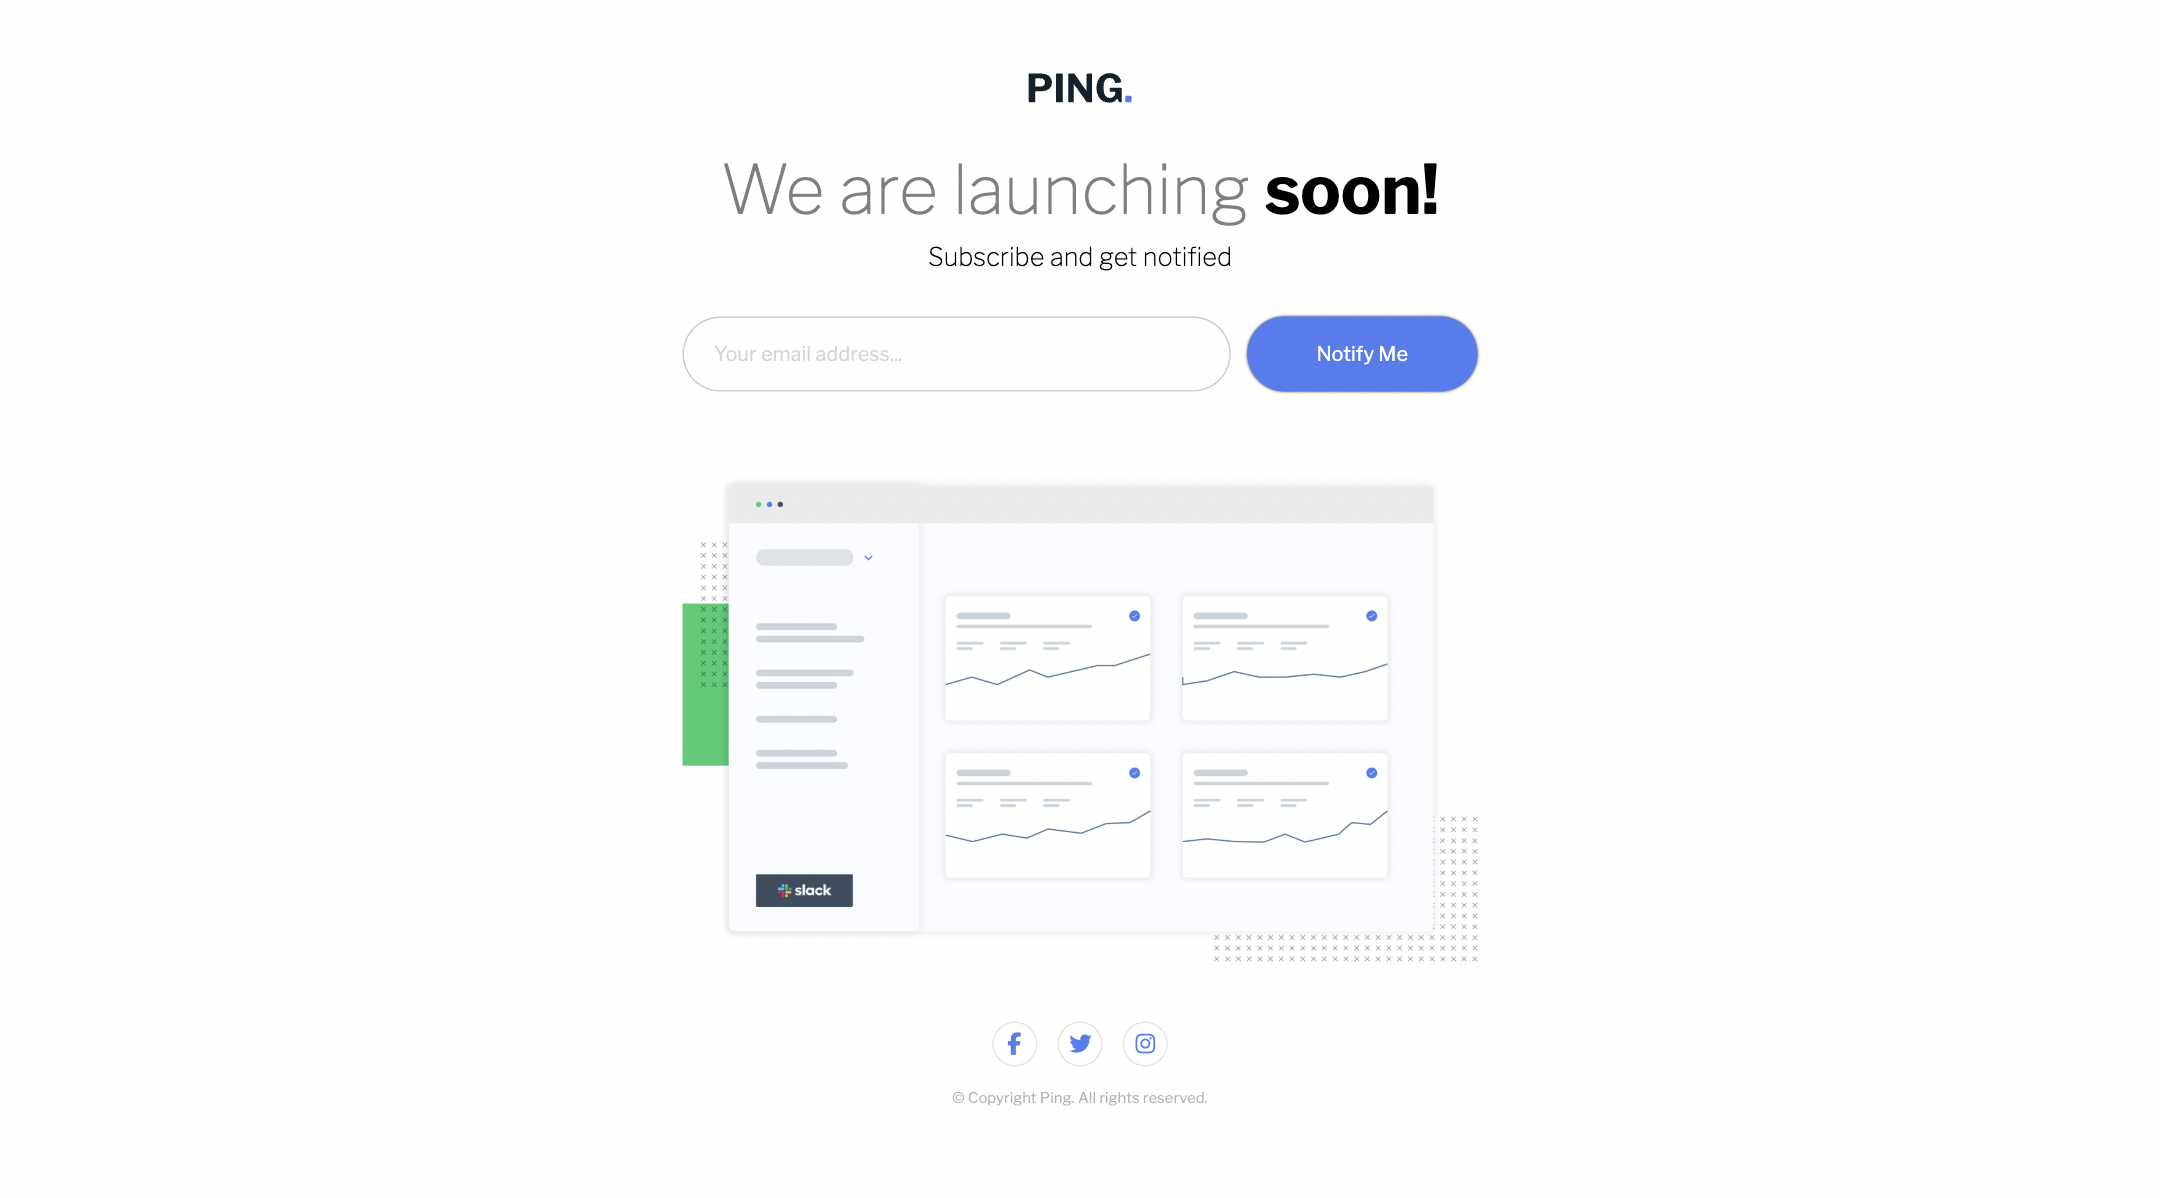 PING.
We are launching soon!
Subscribe and get notified
Your email address...
Notify Me
slack
© Copyright Ping. All rights reserved.